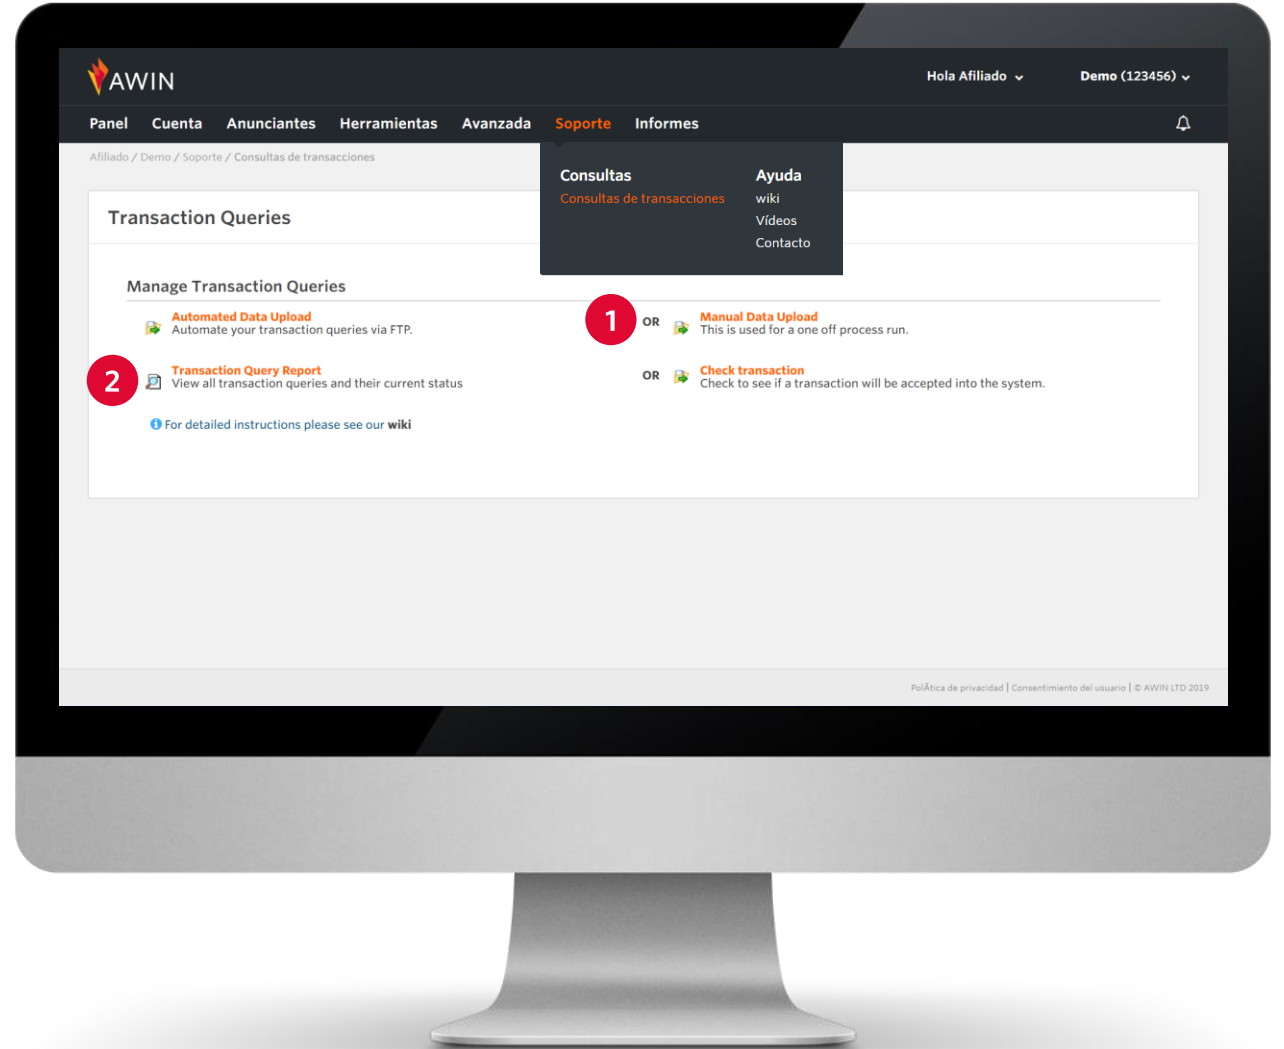 AWIN
Hola Afiliado
Demo (123456)
Panel Cuenta Anunciantes Herramientas Avanzada Soporte Informes
Afiliado / Demo / Soporte / Consultas de transacciones
Consultas
Consultas de transacciones
Ayuda
wiki
Vídeos
Contacto
Transaction Queries
Manage Transaction Queries
Automated Data Upload
Automate your transaction queries via FTP.
1
OR
Manual Data Upload
This is used for a one off process run.
2
Transaction Query Report
View all transaction queries and their current status
OR
Check transaction
Check to see if a transaction will be accepted into the system.
For detailed instructions please see our wiki
PolÃtica de privacidad | Consentimiento del usuario | © AWIN LTD 2019